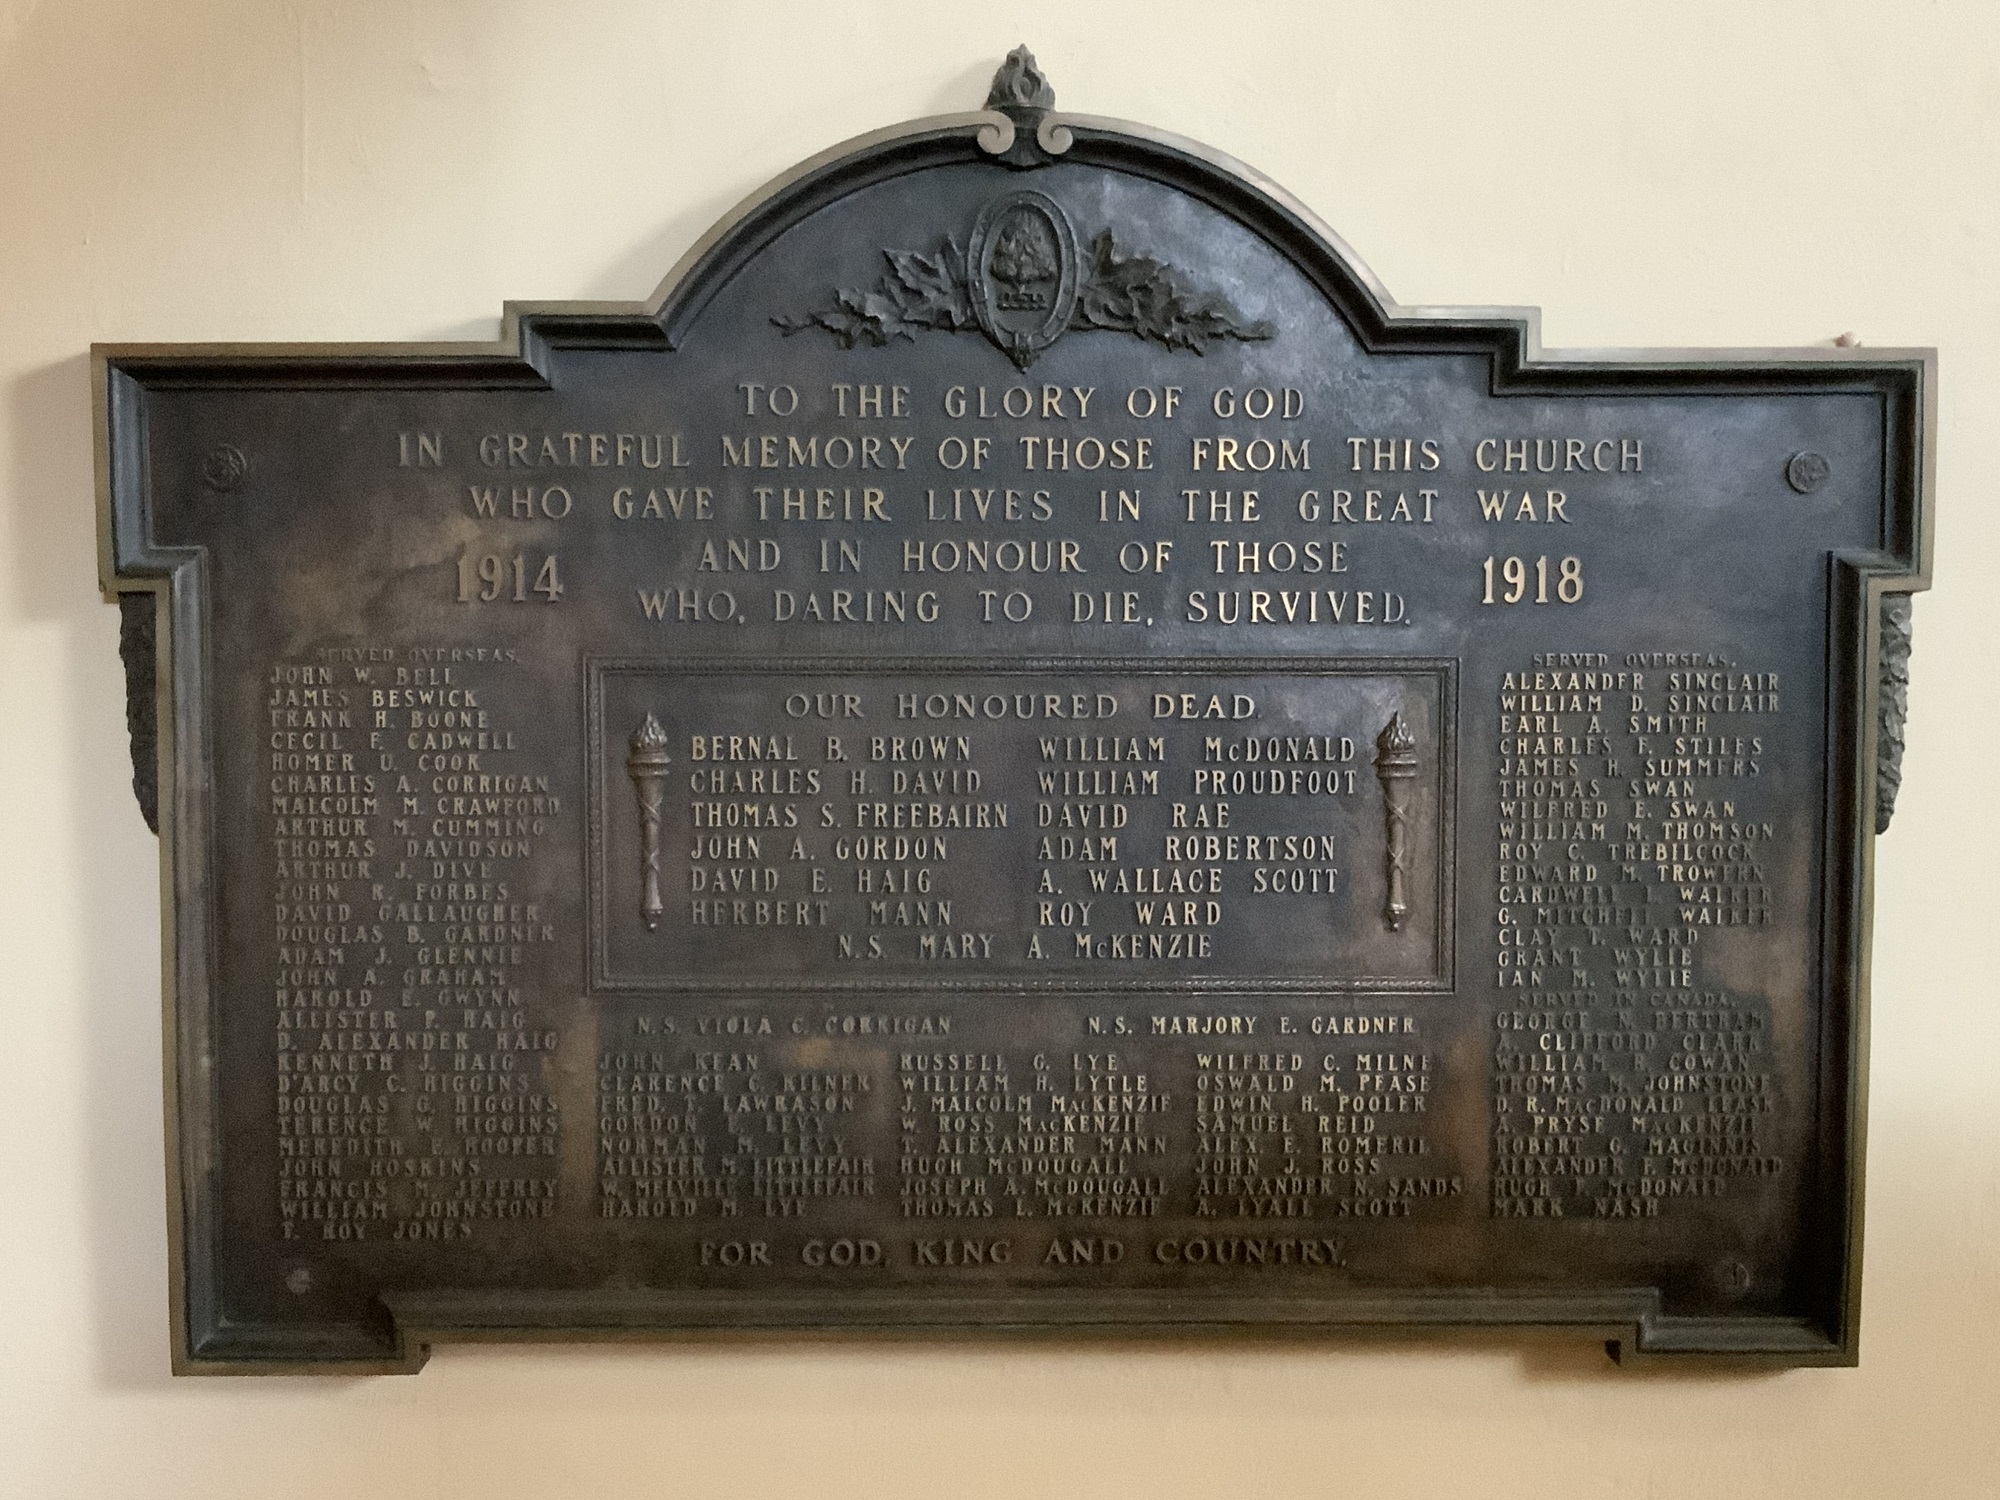 TO THE GLORY OF GOD
IN GRATEFUL MEMORY OF THOSE FROM THIS CHURCH
WHO GAVE THEIR LIVES IN THE GREAT WAR
AND IN HONOUR OF THOSE
WHO, DARING TO DIE, SURVIVED.
1914
1918
SERVED OVERSEAS.
JOHN W. BELL
JAMES BESWICK
FRANK H. BOONE
CECIL F. CADWELL
HOMER U. COOK
CHARLES A. CORRIGAN
MALCOLM M. CRAWFORD
ARTHUR M. CUMMING
THOMAS DAVIDSON
ARTHUR J. DIVE
JOHN R. FORBES
DAVID GALLAUGHER
DOUGLAS B. GARDNER
ADAM J. GLENNIE
JOHN A. GRAHAM
HAROLD E. GWYNN
ALLISTER P. HAIG
D. ALEXANDER HAIG
KENNETH J. HAIG
D'ARCY C. HIGGINS
DOUGLAS G. HIGGINS
TERENCE W. HIGGINS
MEREDITH E. HOOPER
JOHN HOSKINS
FRANCIS M. JEFFREY
WILLIAM JOHNSTONE
T. ROY JONES
OUR HONOURED DEAD.
BERNAL B. BROWN
CHARLES H. DAVID
THOMAS S. FREEBAIRN
JOHN A. GORDON
DAVID E. HAIG
HERBERT MANN
WILLIAM McDONALD
WILLIAM PROUDFOOT
DAVID RAE
ADAM ROBERTSON
A. WALLACE SCOTT
ROY WARD
N.S. MARY A. McKENZIE
N.S. VIOLA C. CORRIGAN
N.S. MARJORY E. GARDNER
JOHN KEAN
CLARENCE C. KILNER
FRED. T. LAWRASON
GORDON E. LEVY
NORMAN M. LEVY
ALLISTER M. LITTLEFAIR
W. MELVILLE LITTLEFAIR
HAROLD M. LYE
RUSSELL G. LYE
WILLIAM H. LYTLE
J. MALCOLM MacKENZIE
W. ROSS MacKENZIE
T. ALEXANDER MANN
HUGH McDOUGALL
JOSEPH A. McDOUGALL
THOMAS L. McKENZIE
WILFRED C. MILNE
OSWALD M. PEASE
EDWIN H. POOLER
SAMUEL REID
ALEX. E. ROMERIL
JOHN J. ROSS
ALEXANDER N. SANDS
A. LYALL SCOTT
SERVED OVERSEAS.
ALEXANDER SINCLAIR
WILLIAM D. SINCLAIR
EARL A. SMITH
CHARLES F. STILES
JAMES H. SUMMERS
THOMAS SWAN
WILFRED E. SWAN
WILLIAM M. THOMSON
ROY C. TREBILCOCK
EDWARD M. TROWERN
CARDWELL WALKER
G. MITCHELL WALKER
CLAY T. WARD
GRANT WYLIE
IAN M. WYLIE
SERVED IN CANADA.
GEORGE N. BERTRAM
A. CLIFFORD CLARK
WILLIAM R. COWAN
THOMAS M. JOHNSTONE
D. R. MacDONALD LEASK
A. PRYSE MacKENZIE
ROBERT G. MAGINNIS
ALEXANDER F. McDONALD
HUGH McDONALD
MARK NASH
FOR GOD, KING AND COUNTRY.